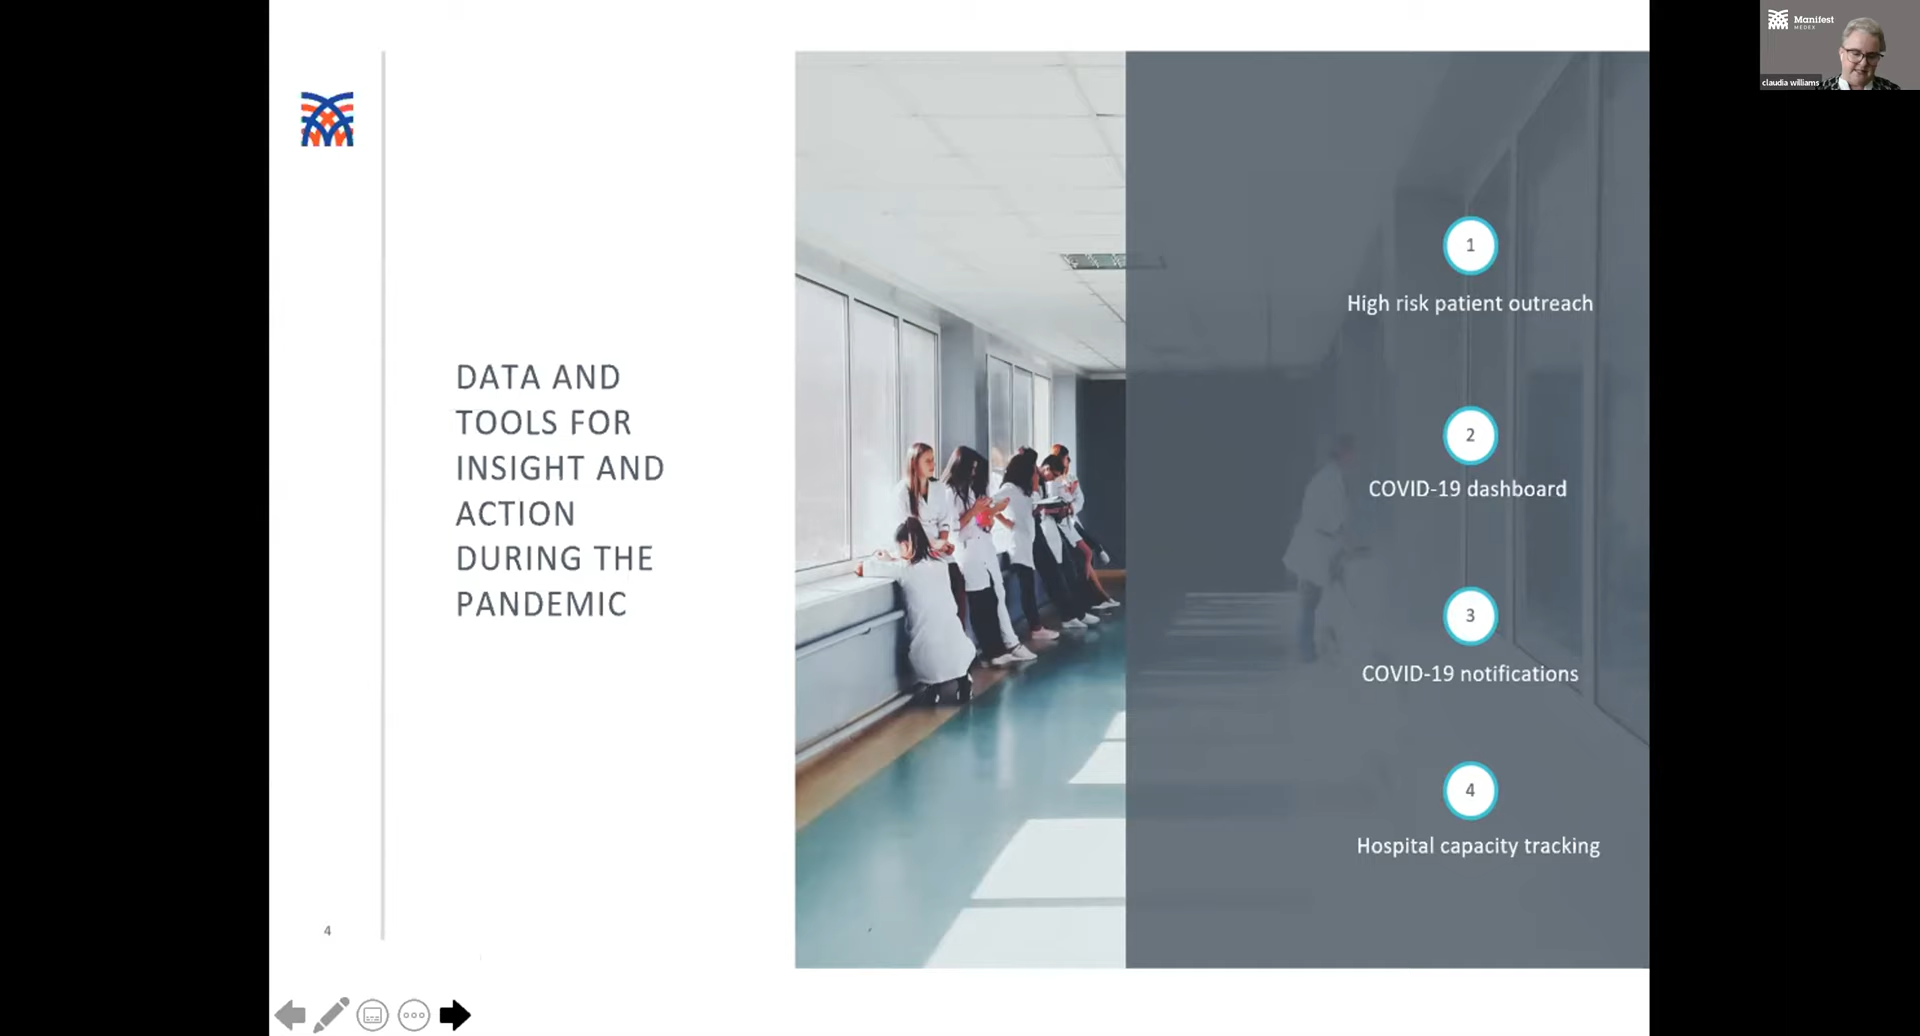 DATA AND
TOOLS FOR
INSIGHT AND
ACTION
DURING THE
PANDEMIC
4
1
High risk patient outreach
2
COVID-19 dashboard
3
COVID-19 notifications
4
Hospital capacity tracking
Manifest
MEDEX
claudia williams